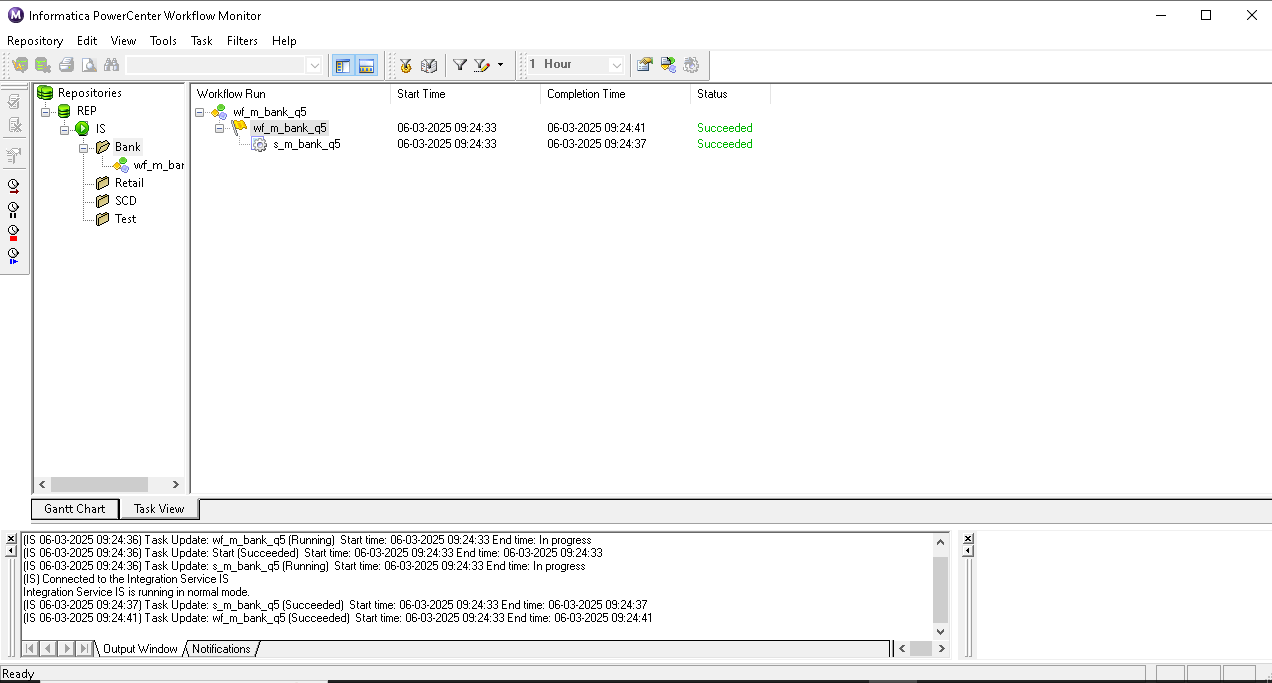 Informatica PowerCenter Workflow Monitor
Repository Edit View Tools Task Filters Help
1 Hour
Repositories
REP
IS
Bank
wf_m_bar
Retail
SCD
Test
Workflow Run Start Time Completion Time Status
wf_m_bank_q5
wf_m_bank_q5 06-03-2025 09:24:33 06-03-2025 09:24:41 Succeeded
s_m_bank_q5 06-03-2025 09:24:33 06-03-2025 09:24:37 Succeeded
Gantt Chart Task View
(IS 06-03-2025 09:24:36) Task Update: wf_m_bank_q5 (Running) Start time: 06-03-2025 09:24:33 End time: In progress
(IS 06-03-2025 09:24:36) Task Update: Start (Succeeded) Start time: 06-03-2025 09:24:33 End time: 06-03-2025 09:24:33
(IS 06-03-2025 09:24:36) Task Update: s_m_bank_q5 (Running) Start time: 06-03-2025 09:24:33 End time: In progress
(IS) Connected to the Integration Service IS
Integration Service IS is running in normal mode.
(IS 06-03-2025 09:24:37) Task Update: s_m_bank_q5 (Succeeded) Start time: 06-03-2025 09:24:33 End time: 06-03-2025 09:24:37
(IS 06-03-2025 09:24:41) Task Update: wf_m_bank_q5 (Succeeded) Start time: 06-03-2025 09:24:33 End time: 06-03-2025 09:24:41
Output Window Notifications
Ready